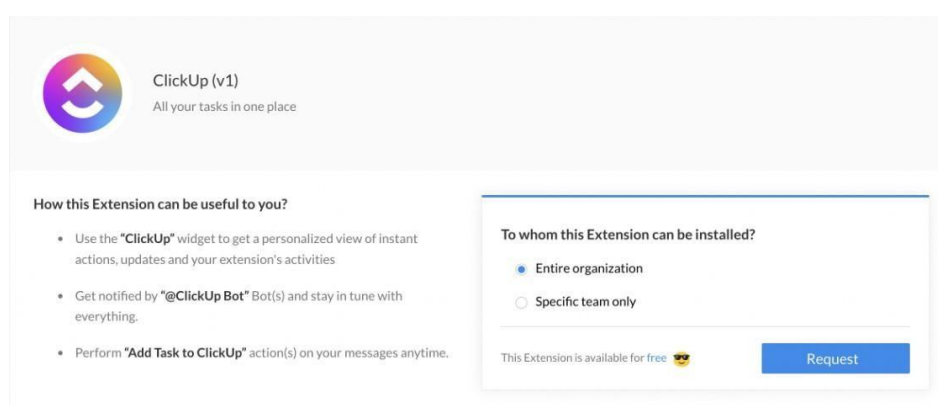 ClickUp (v1)
All your tasks in one place
How this Extension can be useful to you?
• Use the “ClickUp” widget to get a personalized view of instant
actions, updates and your extension's activities
• Get notified by “@ClickUp Bot” Bot(s) and stay in tune with
everything.
• Perform “Add Task to ClickUp” action(s) on your messages anytime.
To whom this Extension can be installed?
Entire organization
Specific team only
This Extension is available for free 😎
Request